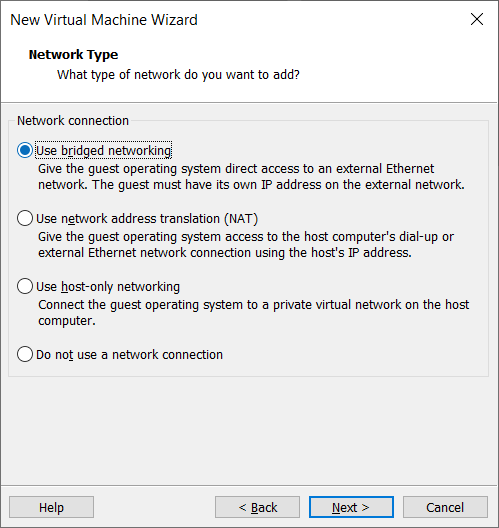 New Virtual Machine Wizard
Network Type
What type of network do you want to add?
Network connection
Use bridged networking
Give the guest operating system direct access to an external Ethernet
network. The guest must have its own IP address on the external network.
Use network address translation (NAT)
Give the guest operating system access to the host computer's dial-up or
external Ethernet network connection using the host's IP address.
Use host-only networking
Connect the guest operating system to a private virtual network on the host
computer.
Do not use a network connection
Help
< Back
Next >
Cancel